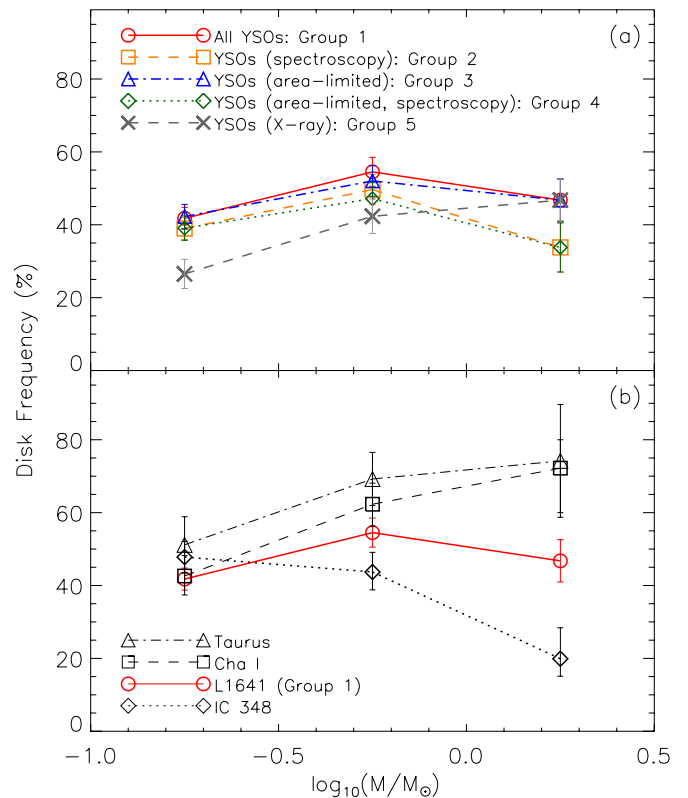 (a)
All YSOs: Group 1
YSOs (spectroscopy): Group 2
YSOs (area-limited): Group 3
YSOs (area-limited, spectroscopy): Group 4
YSOs (X-ray): Group 5
80
60
40
20
0
Disk Frequency (%)
(b)
80
60
40
20
0
Taurus
Cha I
L1641 (Group 1)
IC 348
-1.0 -0.5 0.0 0.5
log₁₀(M/M☉)